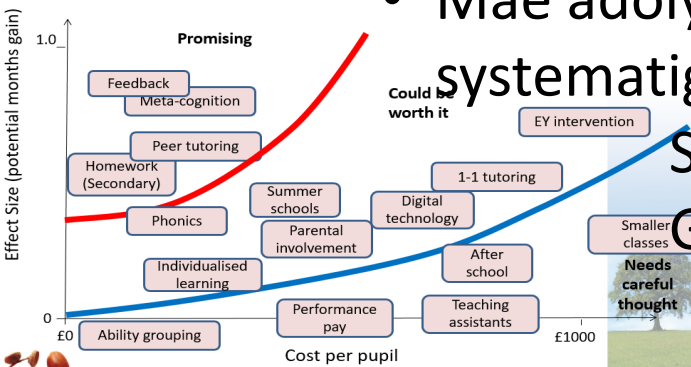 Mae adoly
systematig
S
G
Effect Size (potential months gain)
1.0
Promising
Feedback
Meta-cognition
Could be
worth it
EY intervention
Peer tutoring
Homework
(Secondary)
1-1 tutoring
Summer
schools
Digital
technology
Phonics
Parental
involvement
Smaller
classes
After
school
Individualised
learning
Needs
careful
thought
Performance
pay
Teaching
assistants
0
Ability grouping
£0
£1000
Cost per pupil